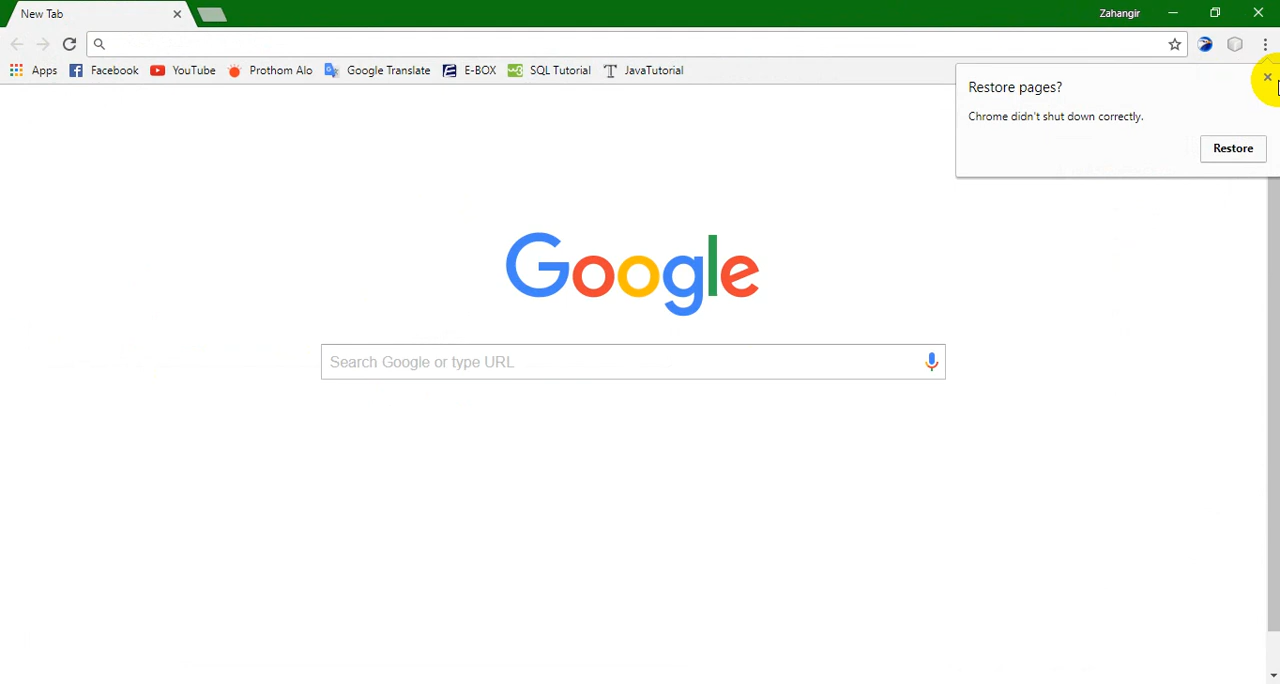 New Tab
Zahangir
Apps Facebook YouTube Prothom Alo Google Translate E-BOX SQL Tutorial JavaTutorial
Restore pages?
Chrome didn't shut down correctly.
Restore
Google
Search Google or type URL